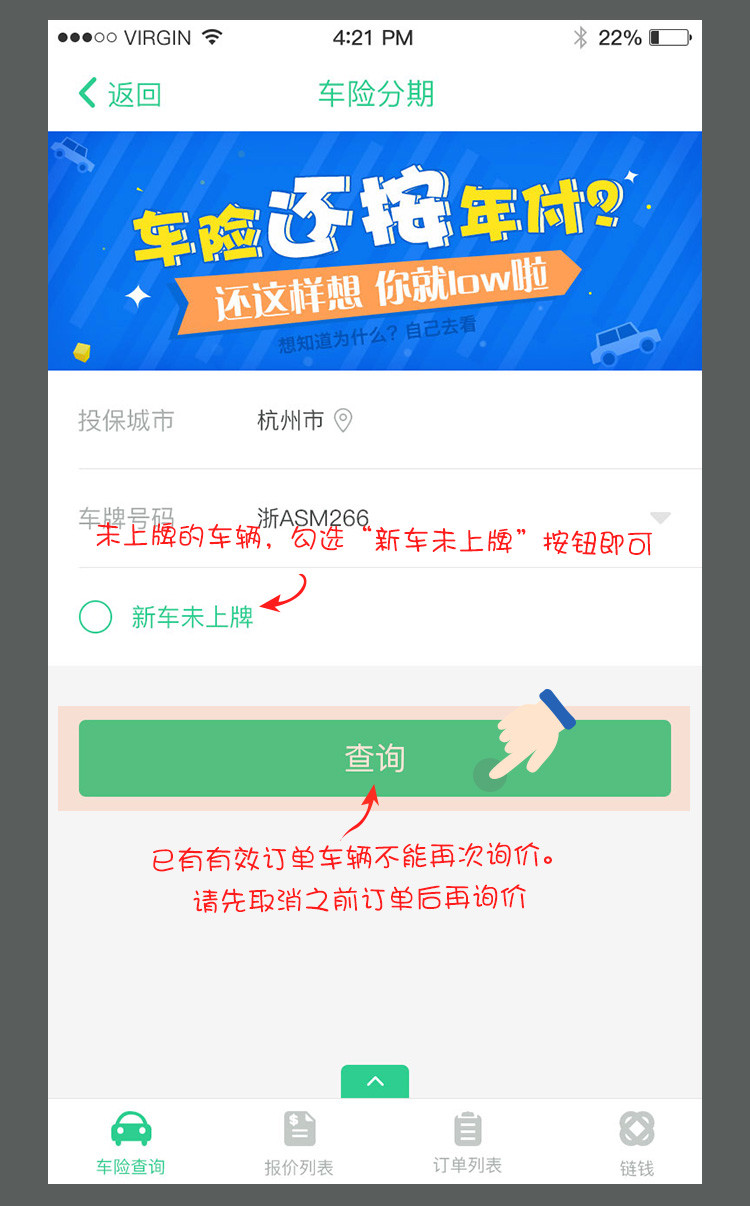 VIRGIN 4:21 PM 22%
返回 车险分期
车险还按年付?
还这样想 你就low啦
想知道为什么? 自己去看
投保城市 杭州市
车牌号码 浙ASM266
未上牌的车辆，勾选“新车未上牌”按钮即可
新车未上牌
查询
已有有效订单车辆不能再次询价。
请先取消之前订单后再询价
车险查询 报价列表 订单列表 链钱